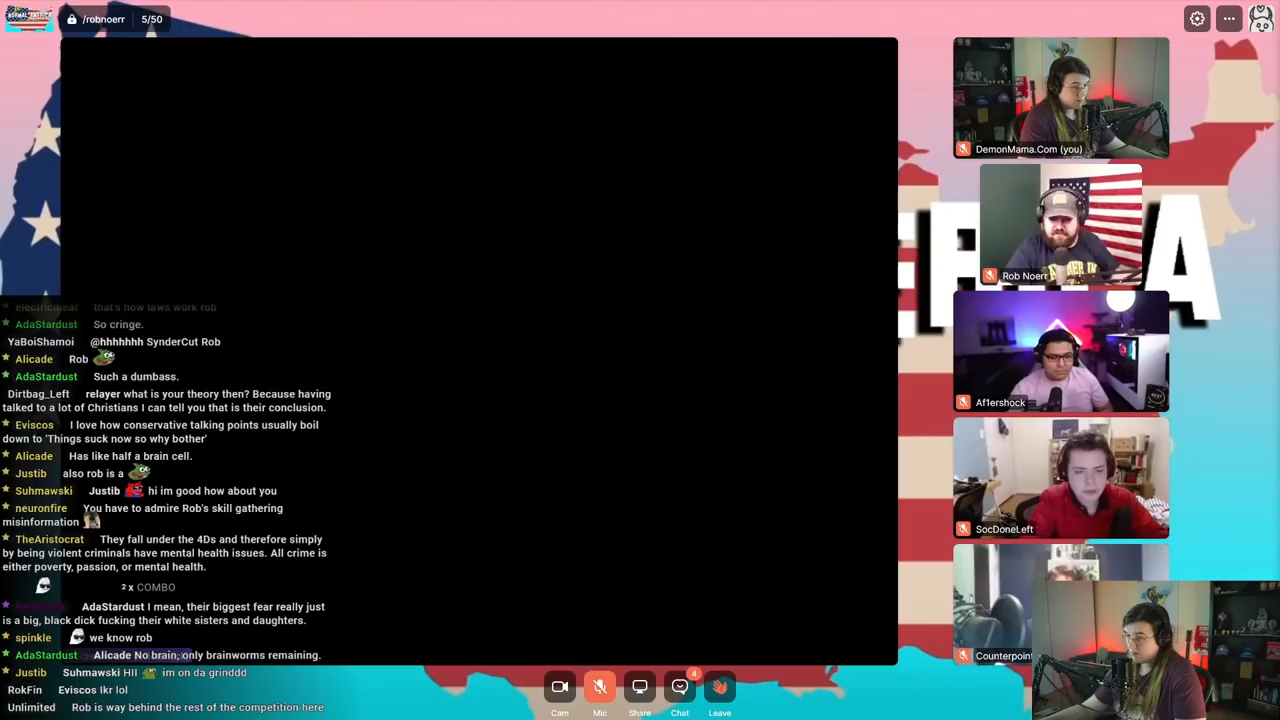 /robnoerr 5/50
DemonMama.Com (you)
Rob Noerr
Af1ershock
SocDoneLeft
Counterpoint
electricmeal that's how laws work rob
AdaStardust So cringe.
YaBoiShamoi @hhhhhhh SynderCut Rob
Alicade Rob
AdaStardust Such a dumbass.
Dirtbag_Left relayer what is your theory then? Because having
talked to a lot of Christians I can tell you that is their conclusion.
Eviscos I love how conservative talking points usually boil
down to 'Things suck now so why bother'
Alicade Has like half a brain cell.
Justib also rob is a
Suhmawski Justib hi im good how about you
neuronfire You have to admire Rob's skill gathering
misinformation
TheAristocrat They fall under the 4Ds and therefore simply
by being violent criminals have mental health issues. All crime is
either poverty, passion, or mental health.
2 x COMBO
AdaStardust I mean, their biggest fear really just
is a big, black dick fucking their white sisters and daughters.
spinkle we know rob
AdaStardust Alicade No brain; only brainworms remaining.
Justib Suhmawski HII im on da grinddd
RokFin Eviscos Ikr lol
Unlimited Rob is way behind the rest of the competition here
4
Cam Mic Share Chat Leave